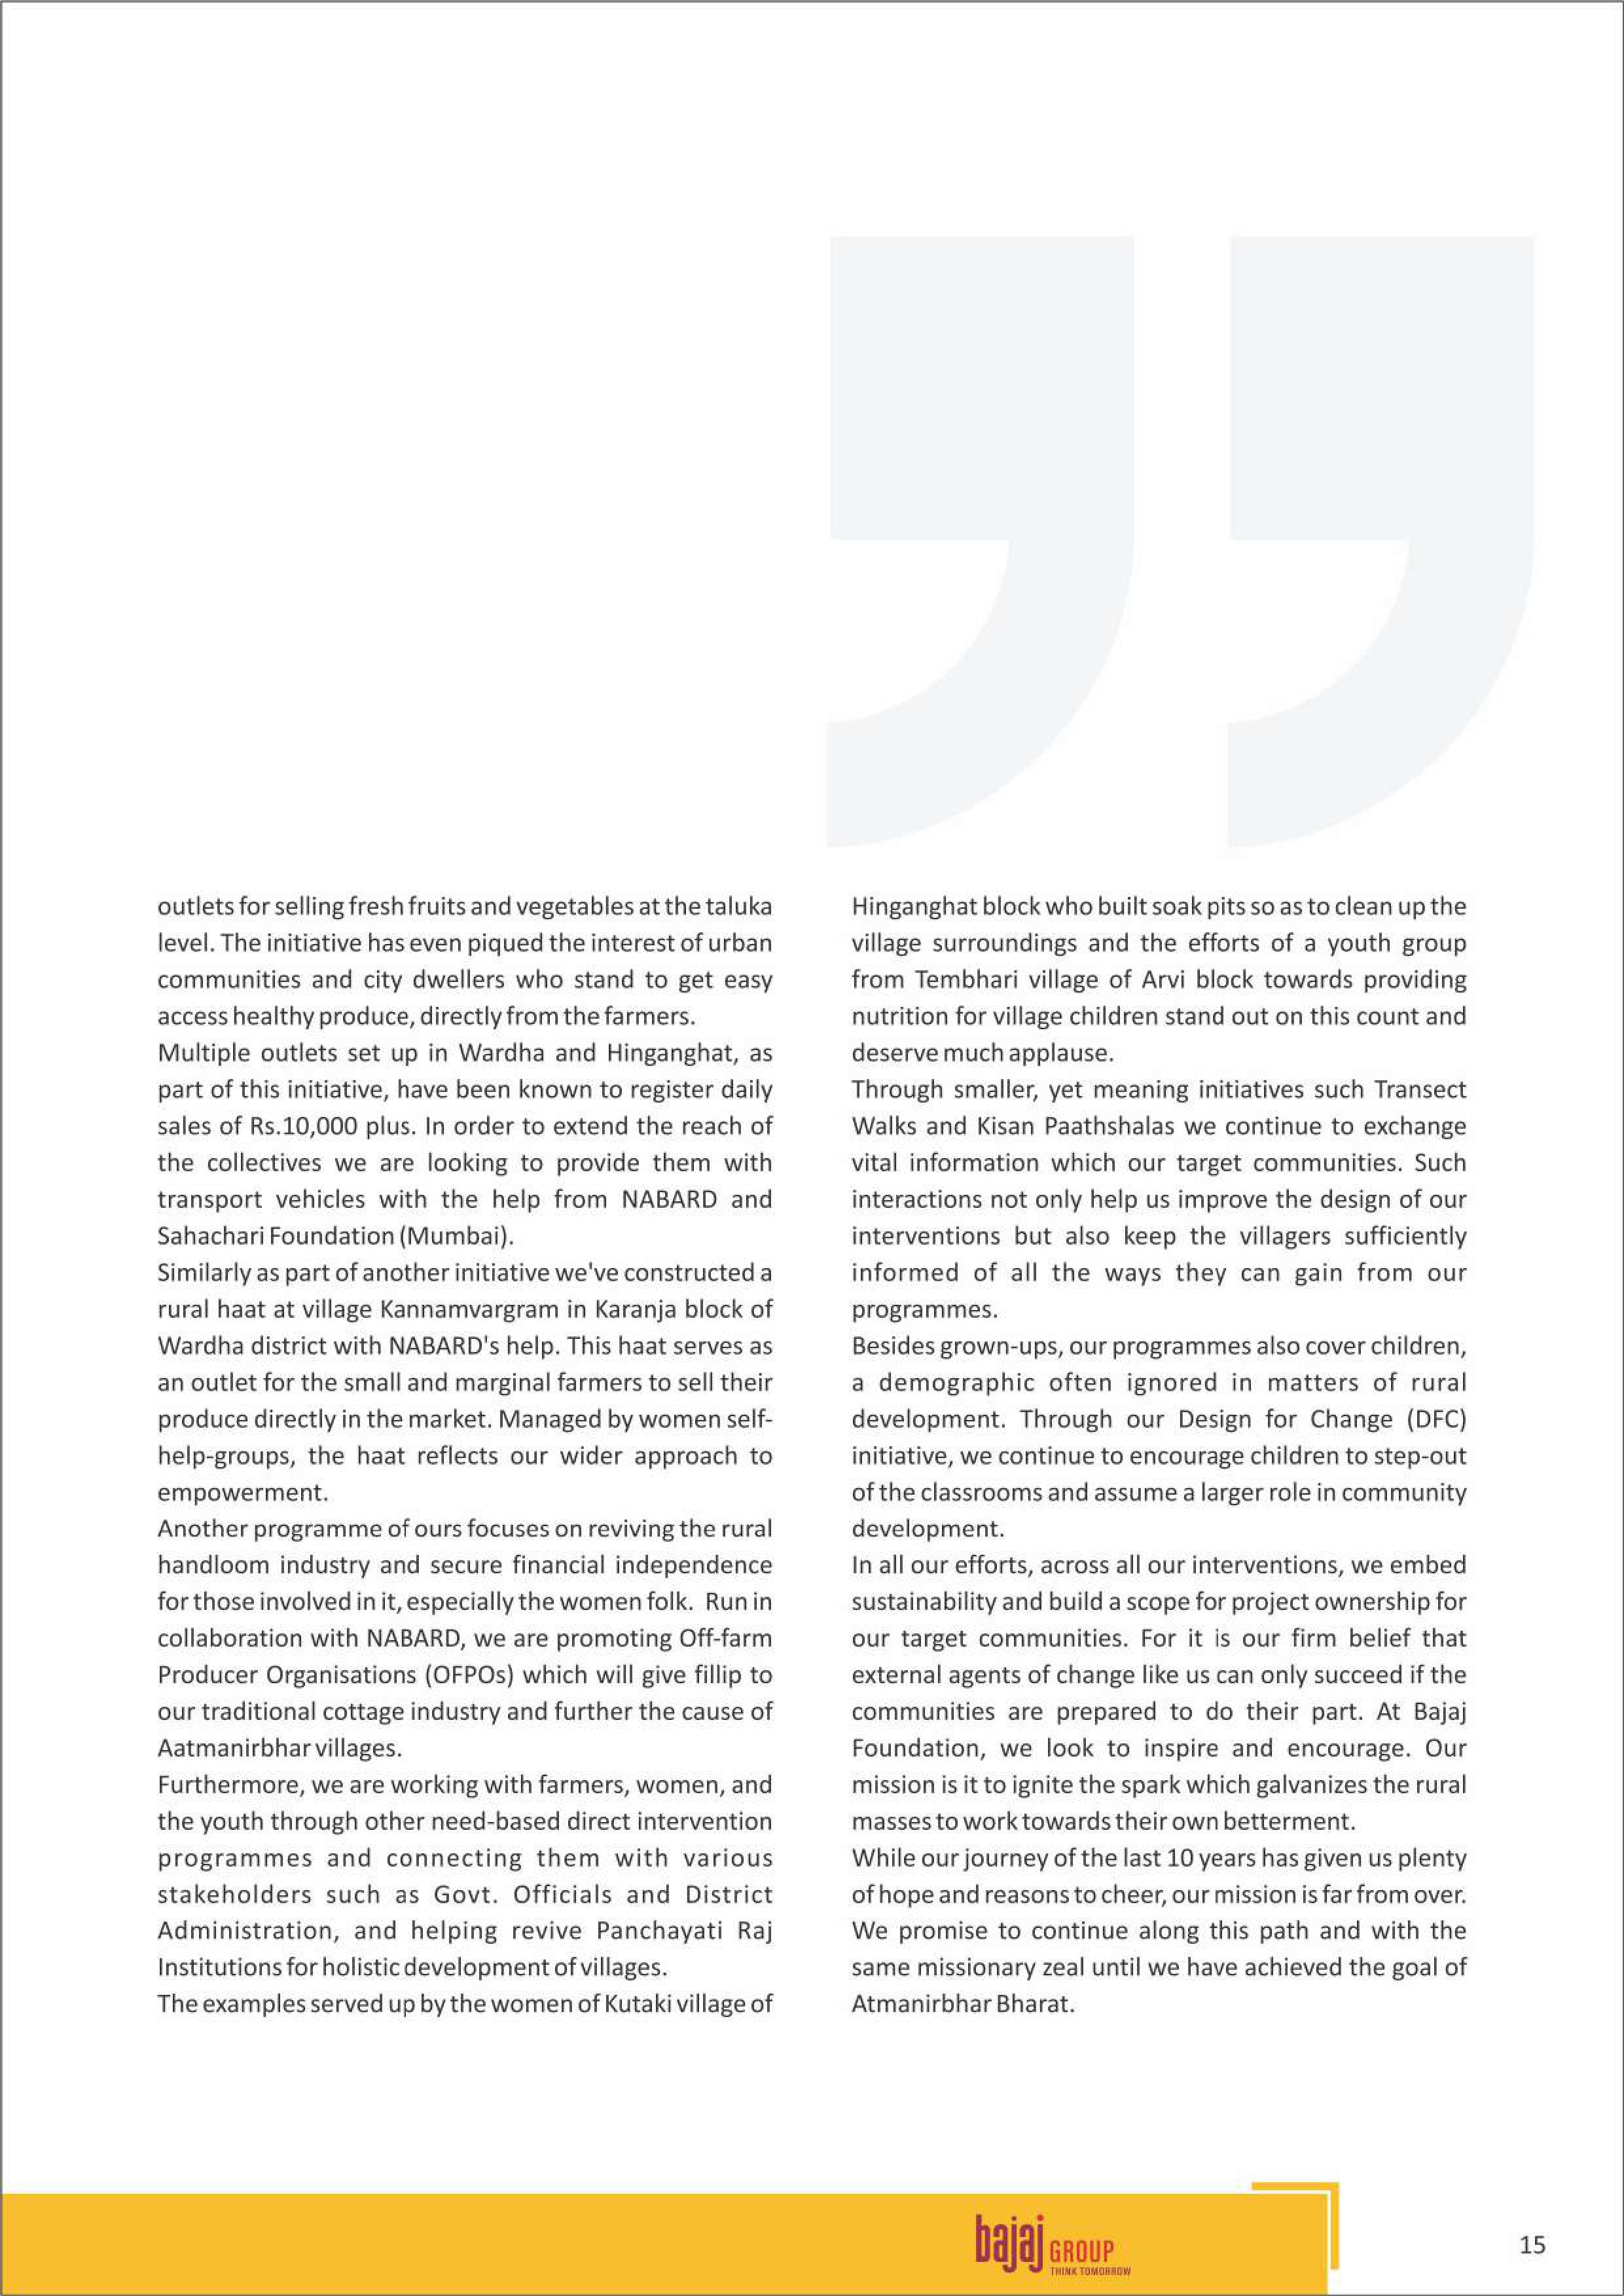 outlets for selling fresh fruits and vegetables at the taluka
level. The initiative has even piqued the interest of urban
communities and city dwellers who stand to get easy
access healthy produce, directly from the farmers.
Multiple outlets set up in Wardha and Hinganghat, as
part of this initiative, have been known to register daily
sales of Rs.10,000 plus. In order to extend the reach of
the collectives we are looking to provide them with
transport vehicles with the help from NABARD and
Sahachari Foundation (Mumbai).
Similarly as part of another initiative we've constructed a
rural haat at village Kannamvargram in Karanja block of
Wardha district with NABARD's help. This haat serves as
an outlet for the small and marginal farmers to sell their
produce directly in the market. Managed by women self-
help-groups, the haat reflects our wider approach to
empowerment.
Another programme of ours focuses on reviving the rural
handloom industry and secure financial independence
for those involved in it, especially the women folk. Run in
collaboration with NABARD, we are promoting Off-farm
Producer Organisations (OFPOs) which will give fillip to
our traditional cottage industry and further the cause of
Aatmanirbhar villages.
Furthermore, we are working with farmers, women, and
the youth through other need-based direct intervention
programmes and connecting them with various
stakeholders such as Govt. Officials and District
Administration, and helping revive Panchayati Raj
Institutions for holistic development of villages.
The examples served up by the women of Kutaki village of
Hinganghat block who built soak pits so as to clean up the
village surroundings and the efforts of a youth group
from Tembhari village of Arvi block towards providing
nutrition for village children stand out on this count and
deserve much applause.
Through smaller, yet meaning initiatives such Transect
Walks and Kisan Paathshalas we continue to exchange
vital information which our target communities. Such
interactions not only help us improve the design of our
interventions but also keep the villagers sufficiently
informed of all the ways they can gain from our
programmes.
Besides grown-ups, our programmes also cover children,
a demographic often ignored in matters of rural
development. Through our Design for Change (DFC)
initiative, we continue to encourage children to step-out
of the classrooms and assume a larger role in community
development.
In all our efforts, across all our interventions, we embed
sustainability and build a scope for project ownership for
our target communities. For it is our firm belief that
external agents of change like us can only succeed if the
communities are prepared to do their part. At Bajaj
Foundation, we look to inspire and encourage. Our
mission is it to ignite the spark which galvanizes the rural
masses to work towards their own betterment.
While our journey of the last 10 years has given us plenty
of hope and reasons to cheer, our mission is far from over.
We promise to continue along this path and with the
same missionary zeal until we have achieved the goal of
Atmanirbhar Bharat.
bajaj GROUP
THINK TOMORROW
15